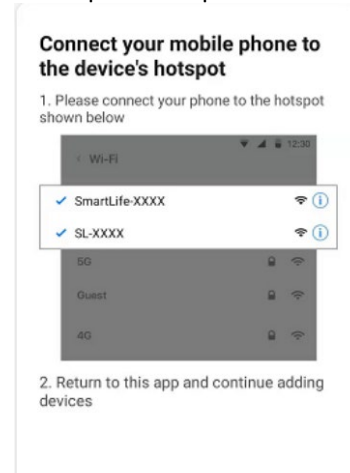 Connect your mobile phone to
the device's hotspot
1. Please connect your phone to the hotspot
shown below
12:30
‹ Wi-Fi
SmartLife-XXXX
SL-XXXX
5G
Guest
4G
2. Return to this app and continue adding
devices